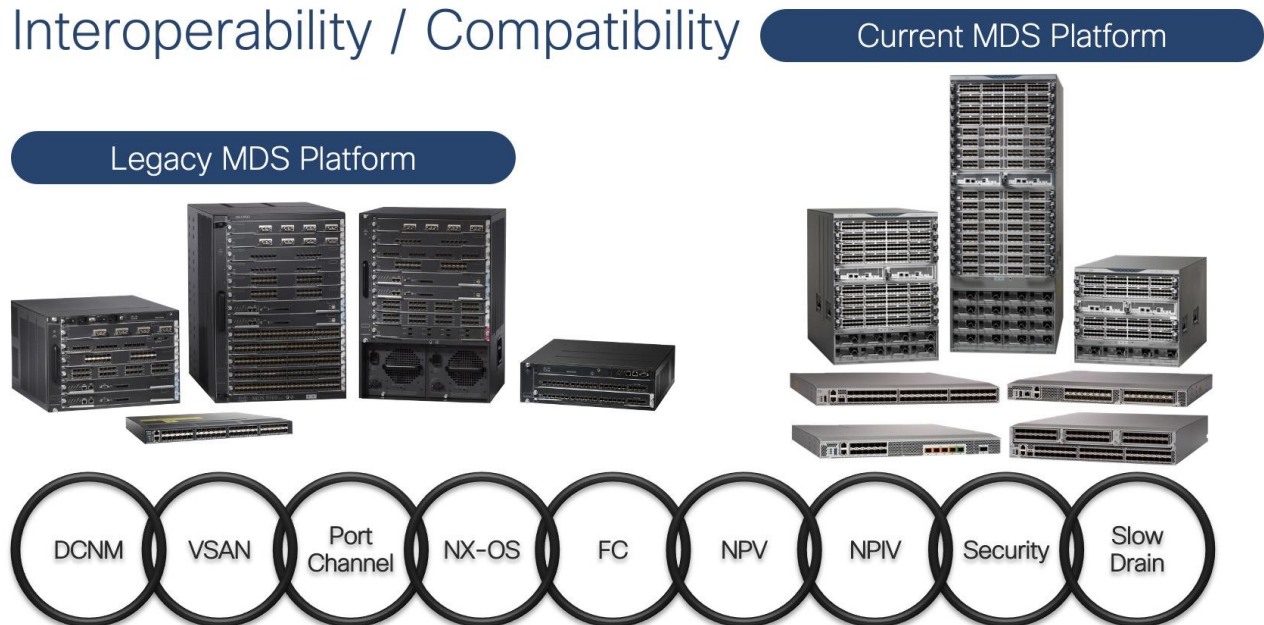 Interoperability / Compatibility
Current MDS Platform
Legacy MDS Platform
DCNM
VSAN
Port
Channel
NX-OS
FC
NPV
NPIV
Security
Slow
Drain